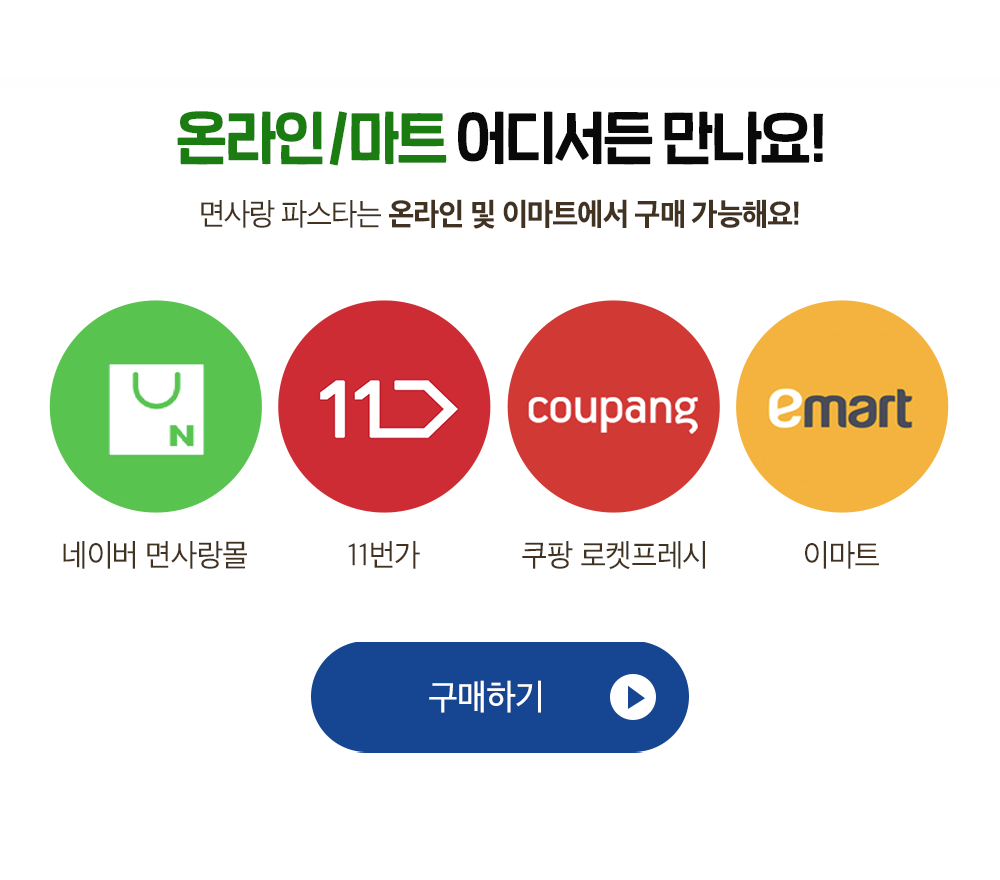 온라인/마트 어디서든 만나요!
면사랑 파스타는 온라인 및 이마트에서 구매 가능해요!
N
11
coupang
emart
네이버 면사랑몰
11번가
쿠팡 로켓프레시
이마트
구매하기